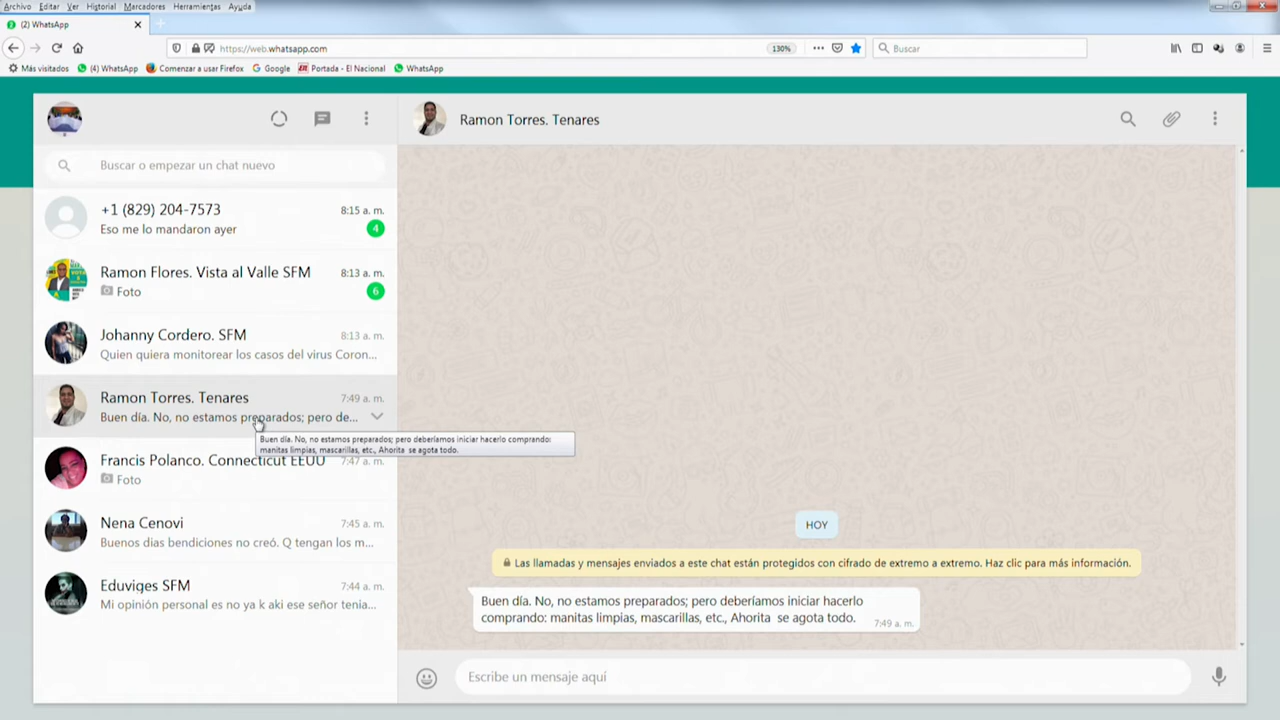 Archivo Editar Ver Historial Marcadores Herramientas Ayuda
(2) WhatsApp
https://web.whatsapp.com
130%
Buscar
Más visitados (4) WhatsApp Comenzar a usar Firefox Google Portada - El Nacional WhatsApp
Ramon Torres. Tenares
Buscar o empezar un chat nuevo
+1 (829) 204-7573 8:15 a. m.
Eso me lo mandaron ayer 4
Ramon Flores. Vista al Valle SFM 8:13 a. m.
Foto 6
Johanny Cordero. SFM 8:13 a. m.
Quien quiera monitorear los casos del virus Coron...
Ramon Torres. Tenares 7:49 a. m.
Buen día. No, no estamos preparados; pero de...
Buen día. No, no estamos preparados; pero deberíamos iniciar hacerlo comprando:
manitas limpias, mascarillas, etc., Ahorita se agota todo.
Francis Polanco. Connecticut EEUU 7:47 a. m.
Foto
Nena Cenovi 7:45 a. m.
Buenos dias bendiciones no creó. Q tengan los m...
Eduviges SFM 7:44 a. m.
Mi opinión personal es no ya k aki ese señor tenia...
HOY
Las llamadas y mensajes enviados a este chat están protegidos con cifrado de extremo a extremo. Haz clic para más información.
Buen día. No, no estamos preparados; pero deberíamos iniciar hacerlo
comprando: manitas limpias, mascarillas, etc., Ahorita se agota todo.
7:49 a. m.
Escribe un mensaje aquí